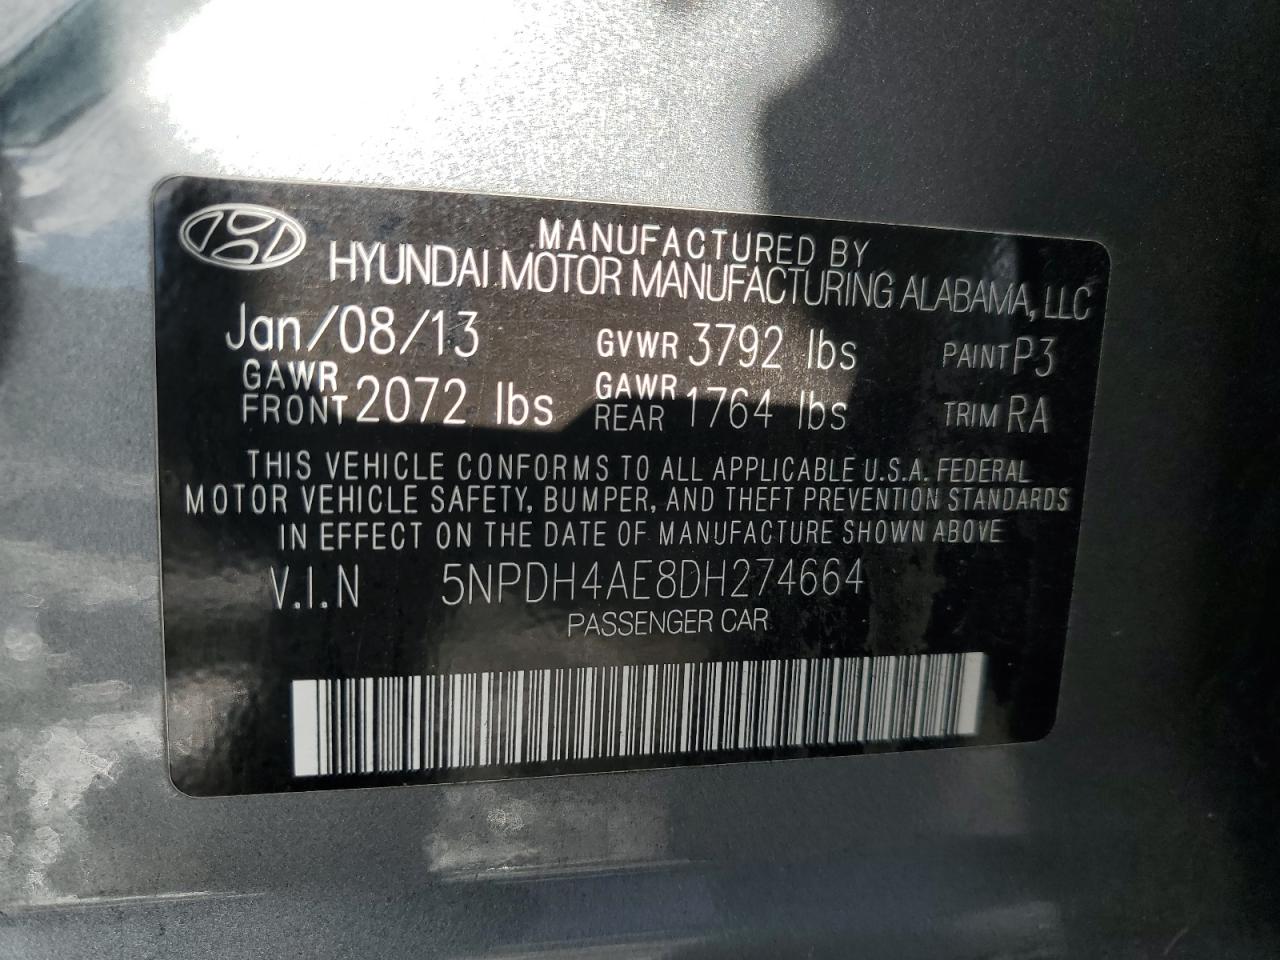 MANUFACTURED BY
HYUNDAI MOTOR MANUFACTURING ALABAMA, LLC
Jan/08/13 GVWR 3792 lbs PAINT P3
GAWR FRONT 2072 lbs GAWR REAR 1764 lbs TRIM RA
THIS VEHICLE CONFORMS TO ALL APPLICABLE U.S.A. FEDERAL
MOTOR VEHICLE SAFETY, BUMPER, AND THEFT PREVENTION STANDARDS
IN EFFECT ON THE DATE OF MANUFACTURE SHOWN ABOVE
V.I.N 5NPDH4AE8DH274664
PASSENGER CAR